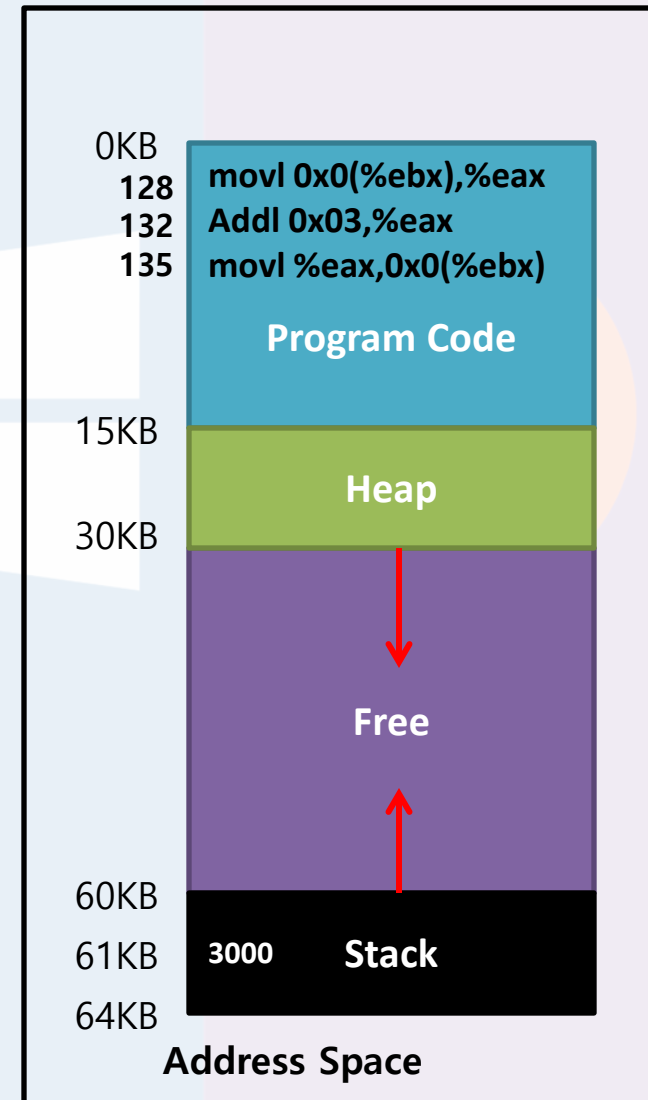 0KB
128 movl 0x0(%ebx),%eax
132 Addl 0x03,%eax
135 movl %eax,0x0(%ebx)
Program Code
15KB
Heap
30KB
Free
60KB
61KB 3000 Stack
64KB
Address Space